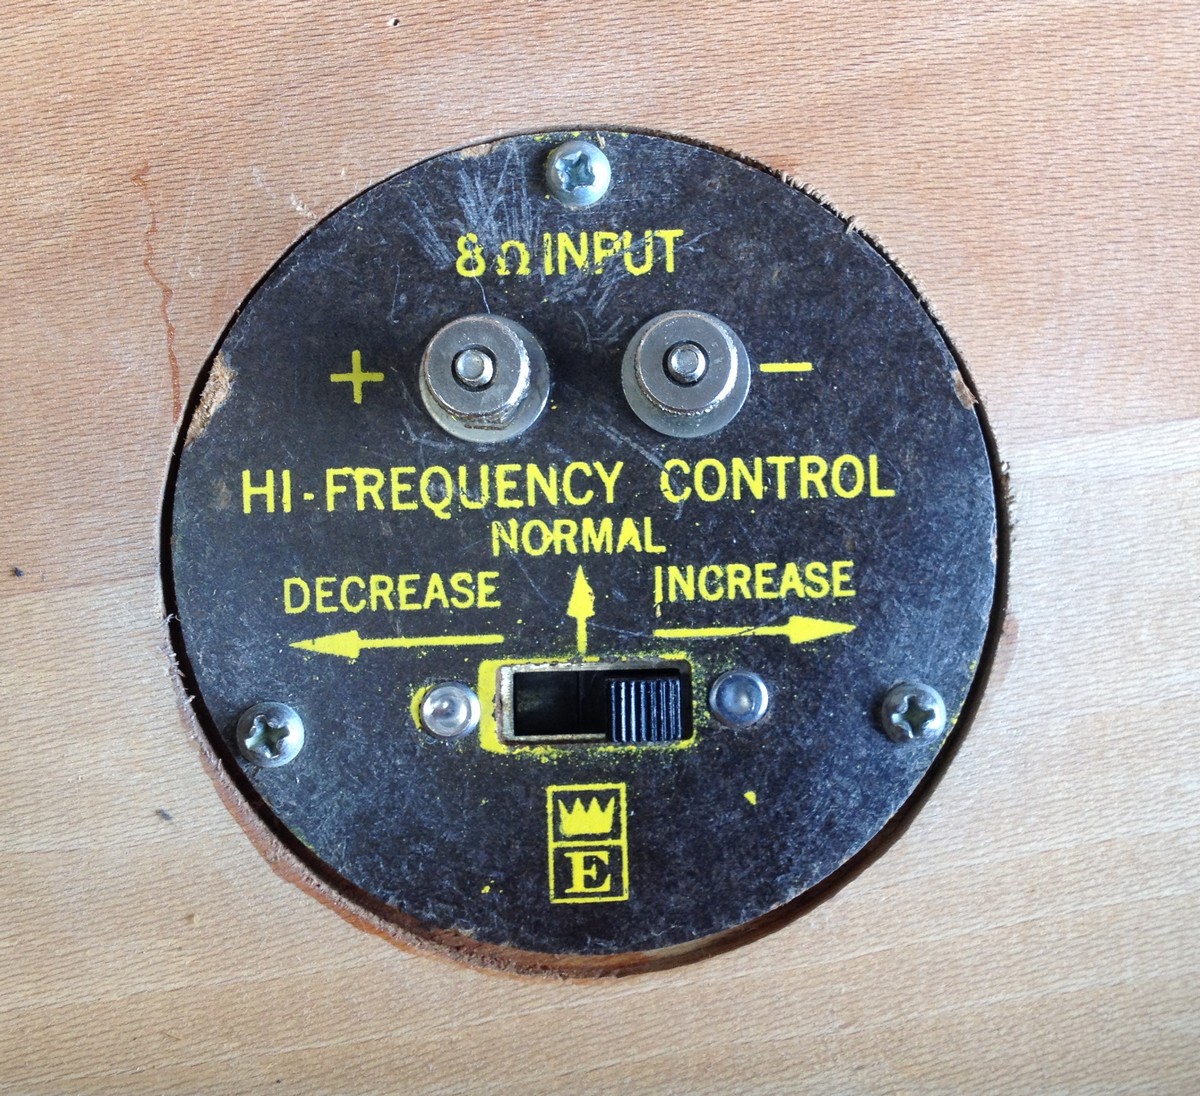 8 Ω INPUT
+ −
HI-FREQUENCY CONTROL
NORMAL
DECREASE INCREASE
E